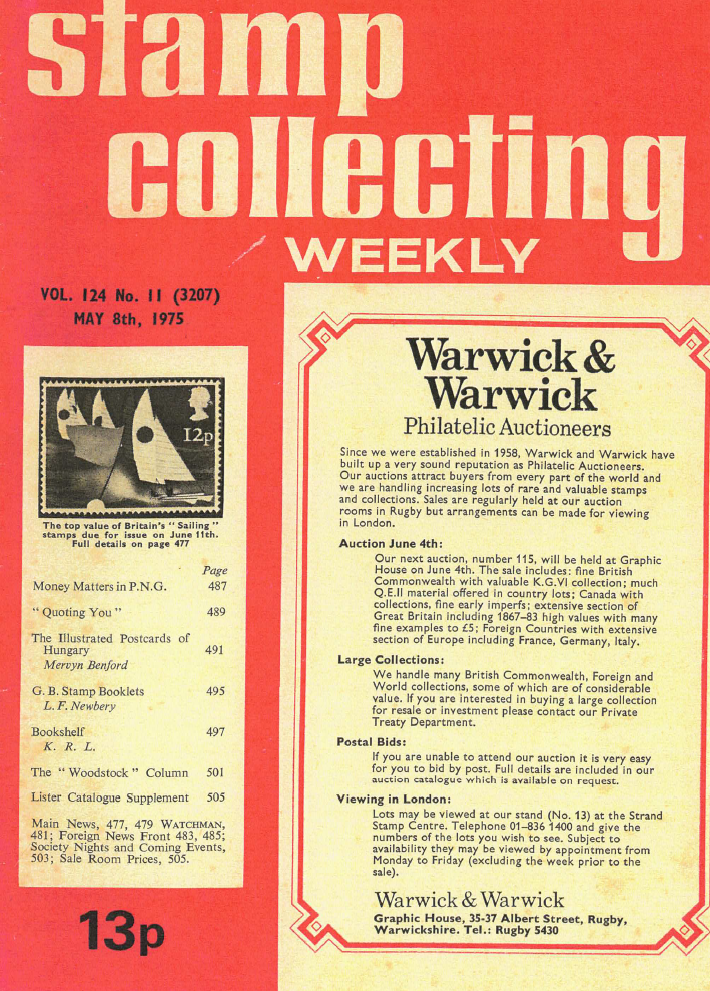 stamp
collecting
WEEKLY
VOL. 124 No. 11 (3207)
MAY 8th, 1975
12p
The top value of Britain's " Sailing "
stamps due for issue on June 11th.
Full details on page 477
Page
Money Matters in P.N.G. 487
" Quoting You " 489
The Illustrated Postcards of
Hungary 491
Mervyn Benford
G. B. Stamp Booklets 495
L. F. Newbery
Bookshelf 497
K. R. L.
The " Woodstock " Column 501
Lister Catalogue Supplement 505
Main News, 477, 479 WATCHMAN,
481; Foreign News Front 483, 485;
Society Nights and Coming Events,
503; Sale Room Prices, 505.
13p
Warwick &
Warwick
Philatelic Auctioneers
Since we were established in 1958, Warwick and Warwick have
built up a very sound reputation as Philatelic Auctioneers.
Our auctions attract buyers from every part of the world and
we are handling increasing lots of rare and valuable stamps
and collections. Sales are regularly held at our auction
rooms in Rugby but arrangements can be made for viewing
in London.
Auction June 4th:
Our next auction, number 115, will be held at Graphic
House on June 4th. The sale includes: fine British
Commonwealth with valuable K.G.VI collection; much
Q.E.II material offered in country lots; Canada with
collections, fine early imperfs; extensive section of
Great Britain including 1867–83 high values with many
fine examples to £5; Foreign Countries with extensive
section of Europe including France, Germany, Italy.
Large Collections:
We handle many British Commonwealth, Foreign and
World collections, some of which are of considerable
value. If you are interested in buying a large collection
for resale or investment please contact our Private
Treaty Department.
Postal Bids:
If you are unable to attend our auction it is very easy
for you to bid by post. Full details are included in our
auction catalogue which is available on request.
Viewing in London:
Lots may be viewed at our stand (No. 13) at the Strand
Stamp Centre. Telephone 01–836 1400 and give the
numbers of the lots you wish to see. Subject to
availability they may be viewed by appointment from
Monday to Friday (excluding the week prior to the
sale).
Warwick & Warwick
Graphic House, 35-37 Albert Street, Rugby,
Warwickshire. Tel.: Rugby 5430